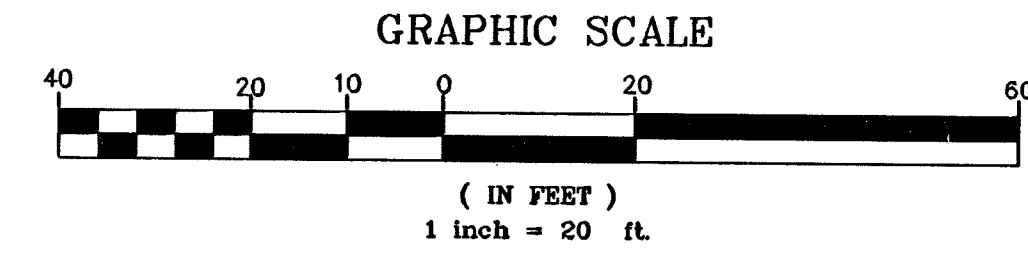 GRAPHIC SCALE
40 20 10 0 20 60
( IN FEET )
1 inch = 20 ft.